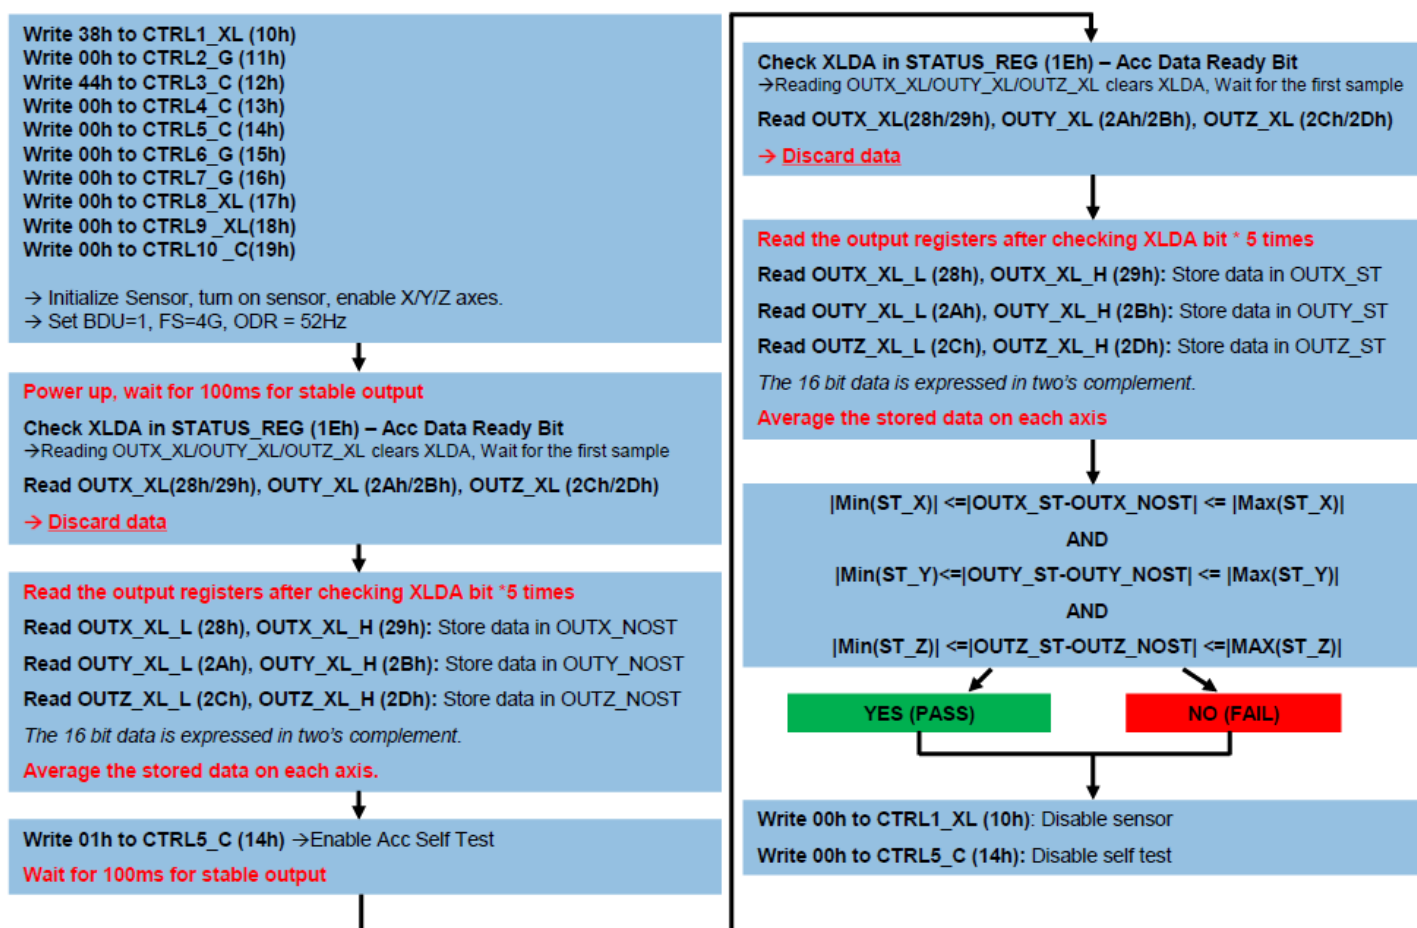 Write 38h to CTRL1_XL (10h)
Write 00h to CTRL2_G (11h)
Write 44h to CTRL3_C (12h)
Write 00h to CTRL4_C (13h)
Write 00h to CTRL5_C (14h)
Write 00h to CTRL6_G (15h)
Write 00h to CTRL7_G (16h)
Write 00h to CTRL8_XL (17h)
Write 00h to CTRL9 _XL(18h)
Write 00h to CTRL10 _C(19h)
→ Initialize Sensor, turn on sensor, enable X/Y/Z axes.
→ Set BDU=1, FS=4G, ODR = 52Hz
Power up, wait for 100ms for stable output
Check XLDA in STATUS_REG (1Eh) – Acc Data Ready Bit
→Reading OUTX_XL/OUTY_XL/OUTZ_XL clears XLDA, Wait for the first sample
Read OUTX_XL(28h/29h), OUTY_XL (2Ah/2Bh), OUTZ_XL (2Ch/2Dh)
→ Discard data
Read the output registers after checking XLDA bit *5 times
Read OUTX_XL_L (28h), OUTX_XL_H (29h): Store data in OUTX_NOST
Read OUTY_XL_L (2Ah), OUTY_XL_H (2Bh): Store data in OUTY_NOST
Read OUTZ_XL_L (2Ch), OUTZ_XL_H (2Dh): Store data in OUTZ_NOST
The 16 bit data is expressed in two's complement.
Average the stored data on each axis.
Write 01h to CTRL5_C (14h) →Enable Acc Self Test
Wait for 100ms for stable output
Check XLDA in STATUS_REG (1Eh) – Acc Data Ready Bit
→Reading OUTX_XL/OUTY_XL/OUTZ_XL clears XLDA, Wait for the first sample
Read OUTX_XL(28h/29h), OUTY_XL (2Ah/2Bh), OUTZ_XL (2Ch/2Dh)
→ Discard data
Read the output registers after checking XLDA bit * 5 times
Read OUTX_XL_L (28h), OUTX_XL_H (29h): Store data in OUTX_ST
Read OUTY_XL_L (2Ah), OUTY_XL_H (2Bh): Store data in OUTY_ST
Read OUTZ_XL_L (2Ch), OUTZ_XL_H (2Dh): Store data in OUTZ_ST
The 16 bit data is expressed in two's complement.
Average the stored data on each axis
|Min(ST_X)| <=|OUTX_ST-OUTX_NOST| <= |Max(ST_X)|
AND
|Min(ST_Y)<=|OUTY_ST-OUTY_NOST| <= |Max(ST_Y)|
AND
|Min(ST_Z)| <=|OUTZ_ST-OUTZ_NOST| <=|MAX(ST_Z)|
YES (PASS)
NO (FAIL)
Write 00h to CTRL1_XL (10h): Disable sensor
Write 00h to CTRL5_C (14h): Disable self test